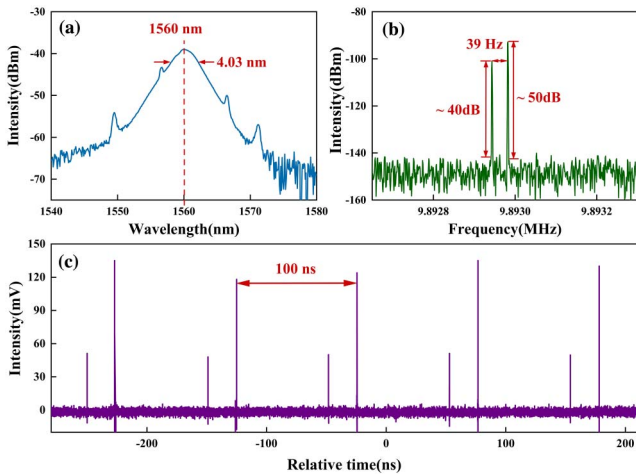 (a)
1560 nm
4.03 nm
Intensity(dBm)
-30
-40
-50
-60
-70
1540
1550
1560
1570
1580
Wavelength(nm)
(b)
39 Hz
~ 40dB
~ 50dB
Intensity(dBm)
-80
-100
-120
-140
-160
9.8928
9.8930
9.8932
Frequency(MHz)
(c)
100 ns
Intensity(mV)
150
120
90
60
30
0
-200
-100
0
100
200
Relative time(ns)